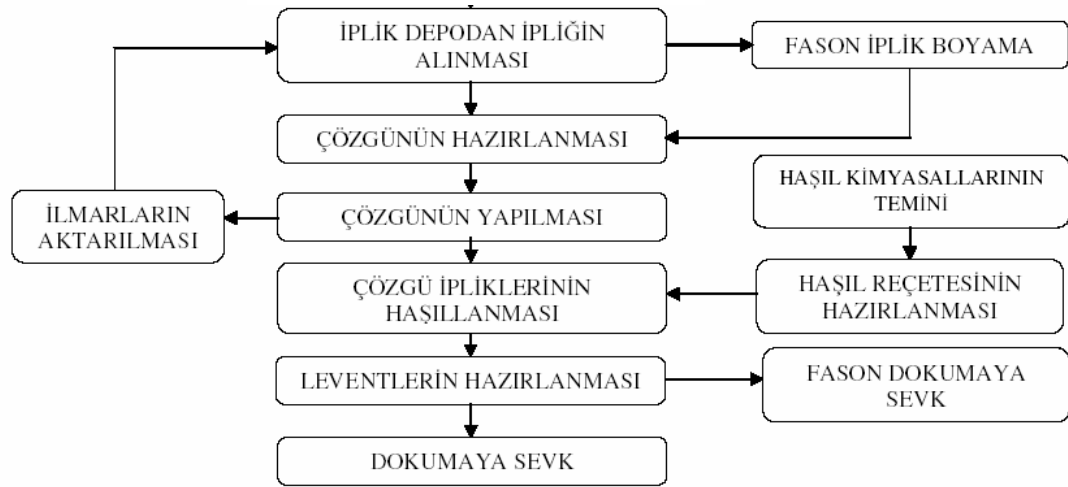 İPLİK DEPODAN İPLİĞİN
ALINMASI
FASON İPLİK BOYAMA
ÇÖZGÜNÜN HAZIRLANMASI
HAŞIL KİMYASALLARININ
TEMİNİ
İLMARLARIN
AKTARILMASI
ÇÖZGÜNÜN YAPILMASI
ÇÖZGÜ İPLİKLERİNİN
HAŞILLANMASI
HAŞIL REÇETESİNİN
HAZIRLANMASI
LEVENTLERİN HAZIRLANMASI
FASON DOKUMAYA
SEVK
DOKUMAYA SEVK